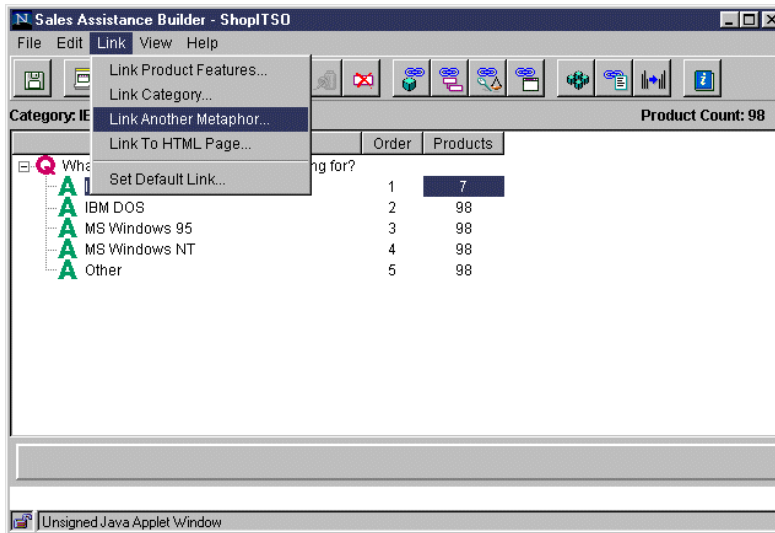 Sales Assistance Builder - ShopITSO
File Edit Link View Help
Link Product Features...
Link Category...
Link Another Metaphor...
Link To HTML Page...
Set Default Link...
Category: Product Count: 98
Order Products
ng for?
1 7
IBM DOS 2 98
MS Windows 95 3 98
MS Windows NT 4 98
Other 5 98
Unsigned Java Applet Window